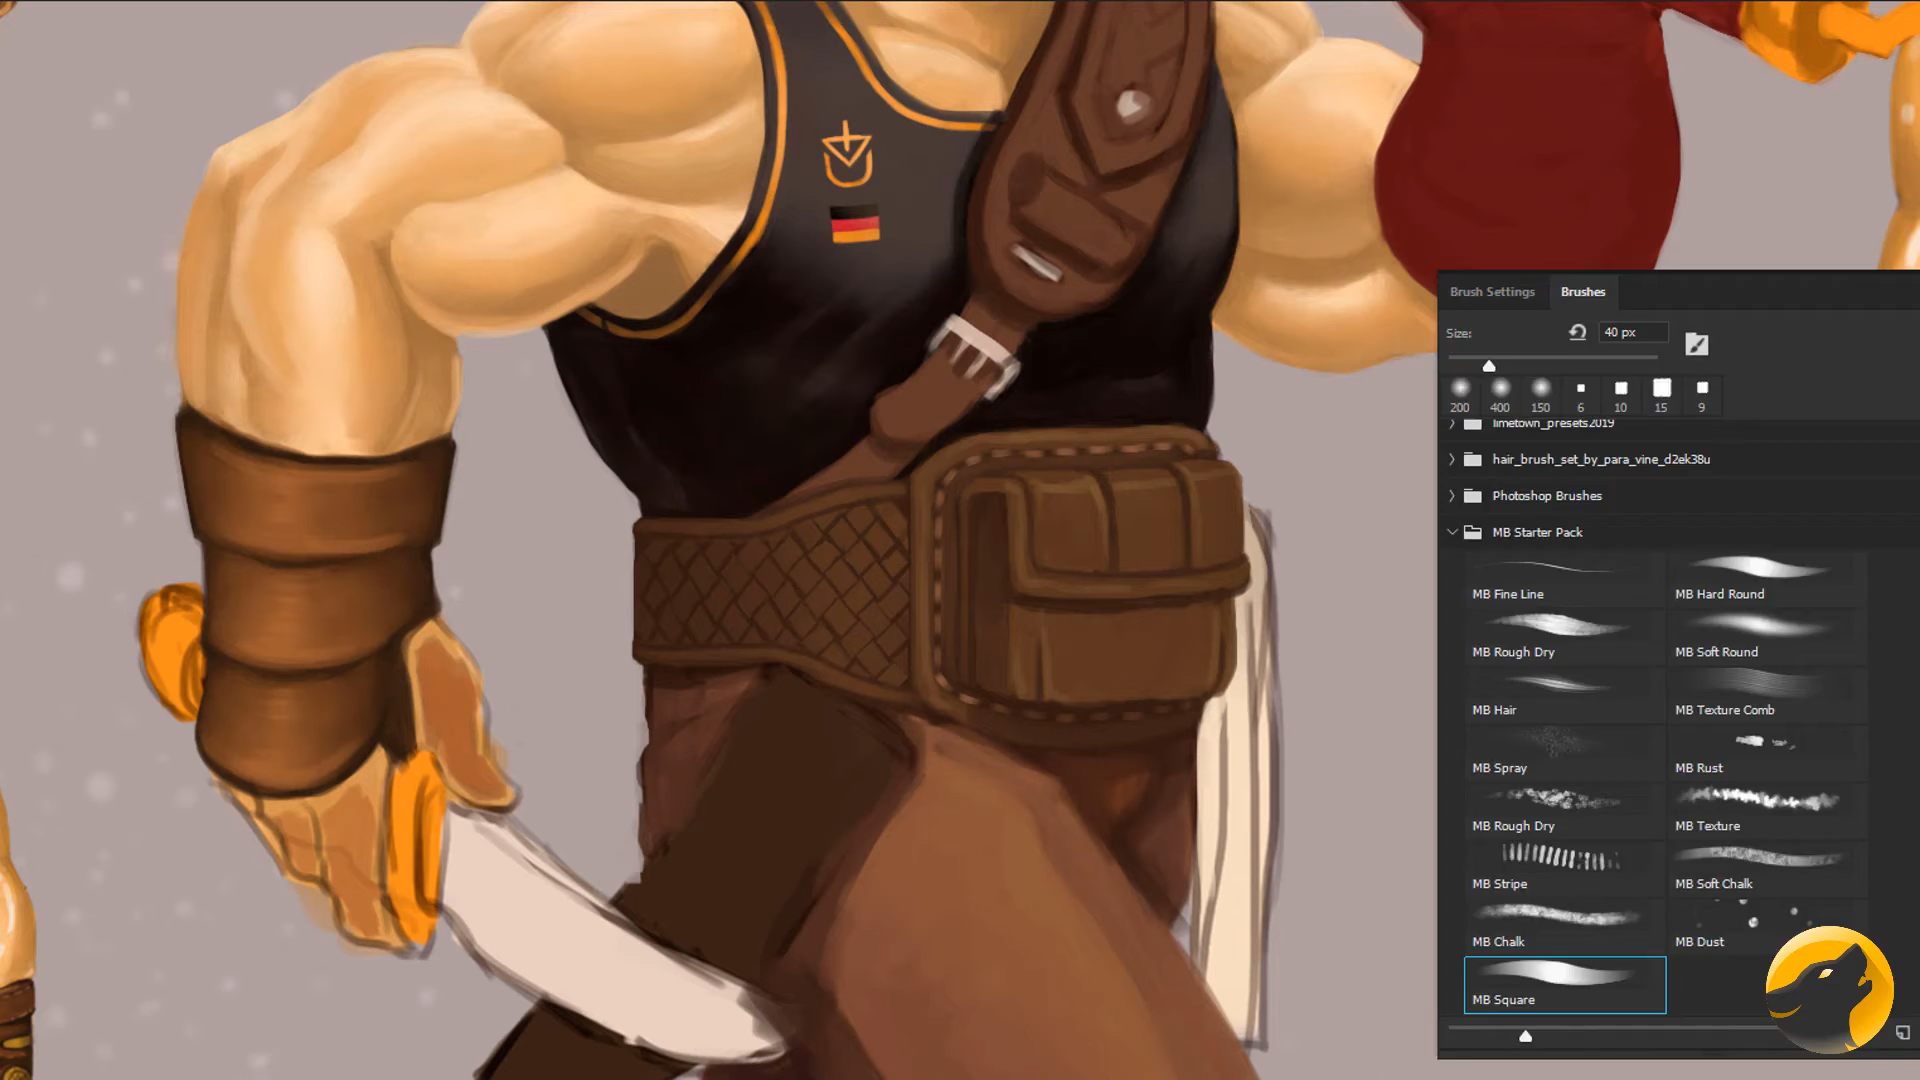 Brush Settings Brushes
Size: 40 px
200 400 150 6 10 15 9
limetown_presets2019
hair_brush_set_by_para_vine_d2ek38u
Photoshop Brushes
MB Starter Pack
MB Fine Line MB Hard Round
MB Rough Dry MB Soft Round
MB Hair MB Texture Comb
MB Spray MB Rust
MB Rough Dry MB Texture
MB Stripe MB Soft Chalk
MB Chalk MB Dust
MB Square